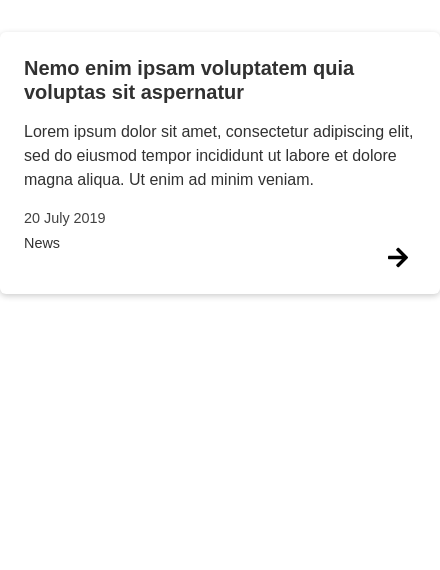 Nemo enim ipsam voluptatem quia
voluptas sit aspernatur
Lorem ipsum dolor sit amet, consectetur adipiscing elit,
sed do eiusmod tempor incididunt ut labore et dolore
magna aliqua. Ut enim ad minim veniam.
20 July 2019
News